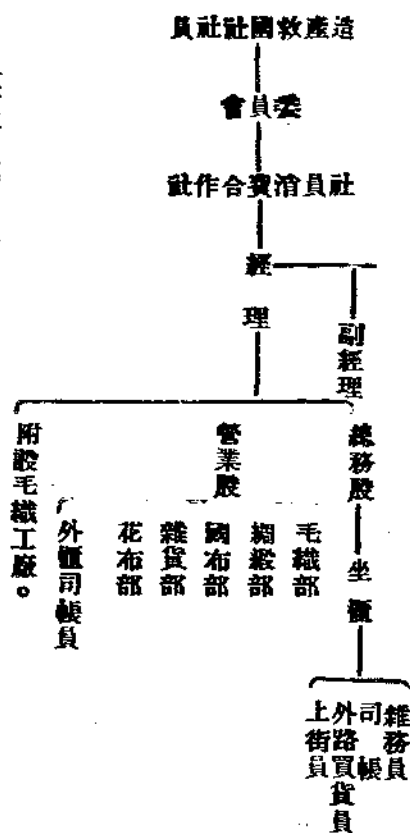 造產救國社社員
委員會
社員消費合作社
經理
副經理
總務股
坐櫃
雜務員
司帳
外路買貨員
上街員
營業股
毛織部
綢緞部
國布部
雜貨部
花布部
外櫃司帳員
附設毛織工廠。